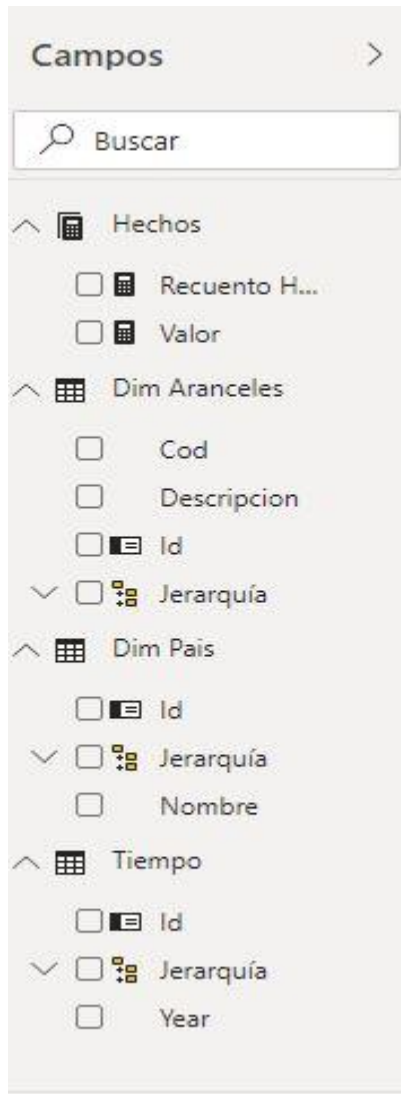 Campos
Buscar
Hechos
Recuento H...
Valor
Dim Aranceles
Cod
Descripcion
Id
Jerarquía
Dim Pais
Id
Jerarquía
Nombre
Tiempo
Id
Jerarquía
Year